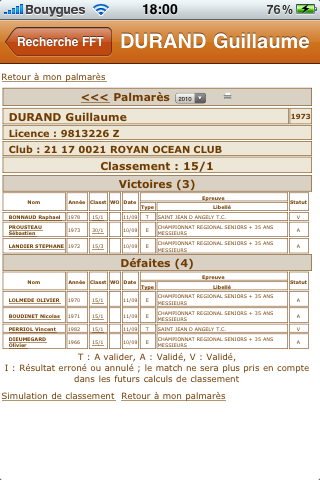 Bouygues 18:00 76%
Recherche FFT DURAND Guillaume
Retour à mon palmarès
<<< Palmarès 2010
DURAND Guillaume 1973
Licence : 9813226 Z
Club : 21 17 0021 ROYAN OCEAN CLUB
Classement : 15/1
Victoires (3)
Nom Année Classt WO Date Epreuve Statut
Type Libellé
BONNAUD Raphael 1978 15/1 11/09 T SAINT JEAN D ANGELY T.C. V
PROUSTEAU Sébastien 1973 30/1 10/09 E CHAMPIONNAT REGIONAL SENIORS + 35 ANS MESSIEURS A
LANDIER STEPHANE 1972 15/3 10/09 E CHAMPIONNAT REGIONAL SENIORS + 35 ANS MESSIEURS A
Défaites (4)
Nom Année Classt WO Date Epreuve Statut
Type Libellé
LOLMEDE OLIVIER 1970 15/1 11/09 E CHAMPIONNAT REGIONAL SENIORS + 35 ANS MESSIEURS A
BOUDINET Nicolas 1971 15/1 11/09 E CHAMPIONNAT REGIONAL SENIORS + 35 ANS MESSIEURS A
PERRIOL Vincent 1982 15/1 11/09 T SAINT JEAN D ANGELY T.C. V
DIEUMEGARD Olivier 1966 15/1 10/09 E CHAMPIONNAT REGIONAL SENIORS + 35 ANS MESSIEURS A
T : A valider, A : Validé, V : Validé,
I : Résultat erroné ou annulé ; le match ne sera plus pris en compte
dans les futurs calculs de classement
Simulation de classement Retour à mon palmarès